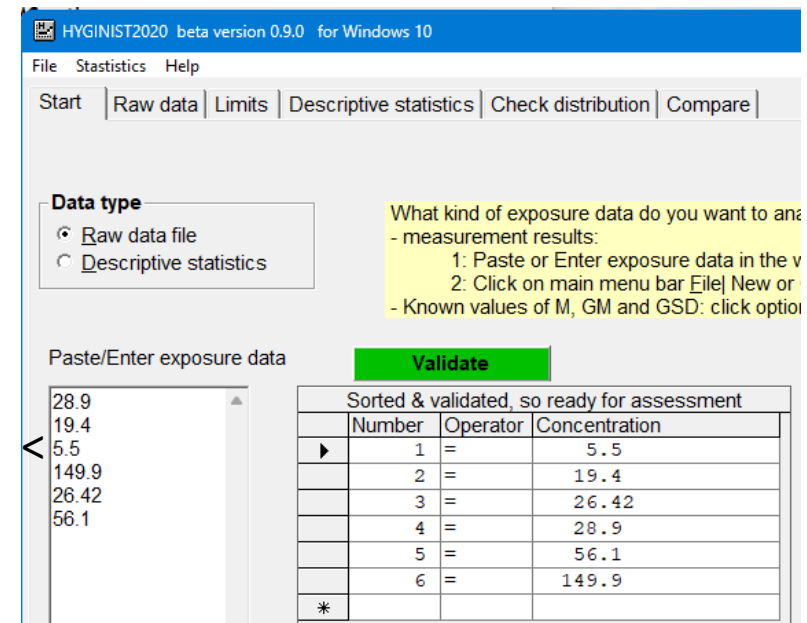 HYGINIST2020 beta version 0.9.0 for Windows 10
File Stastistics Help
Start Raw data Limits Descriptive statistics Check distribution Compare
Data type
Raw data file
Descriptive statistics
What kind of exposure data do you want to
- measurement results:
1: Paste or Enter exposure data in the
2: Click on main menu bar File| New or
- Known values of M, GM and GSD: click
Paste/Enter exposure data
Validate
28.9
19.4
< 5.5
149.9
26.42
56.1
Sorted & validated, so ready for assessment
Number Operator Concentration
1 = 5.5
2 = 19.4
3 = 26.42
4 = 28.9
5 = 56.1
6 = 149.9
*